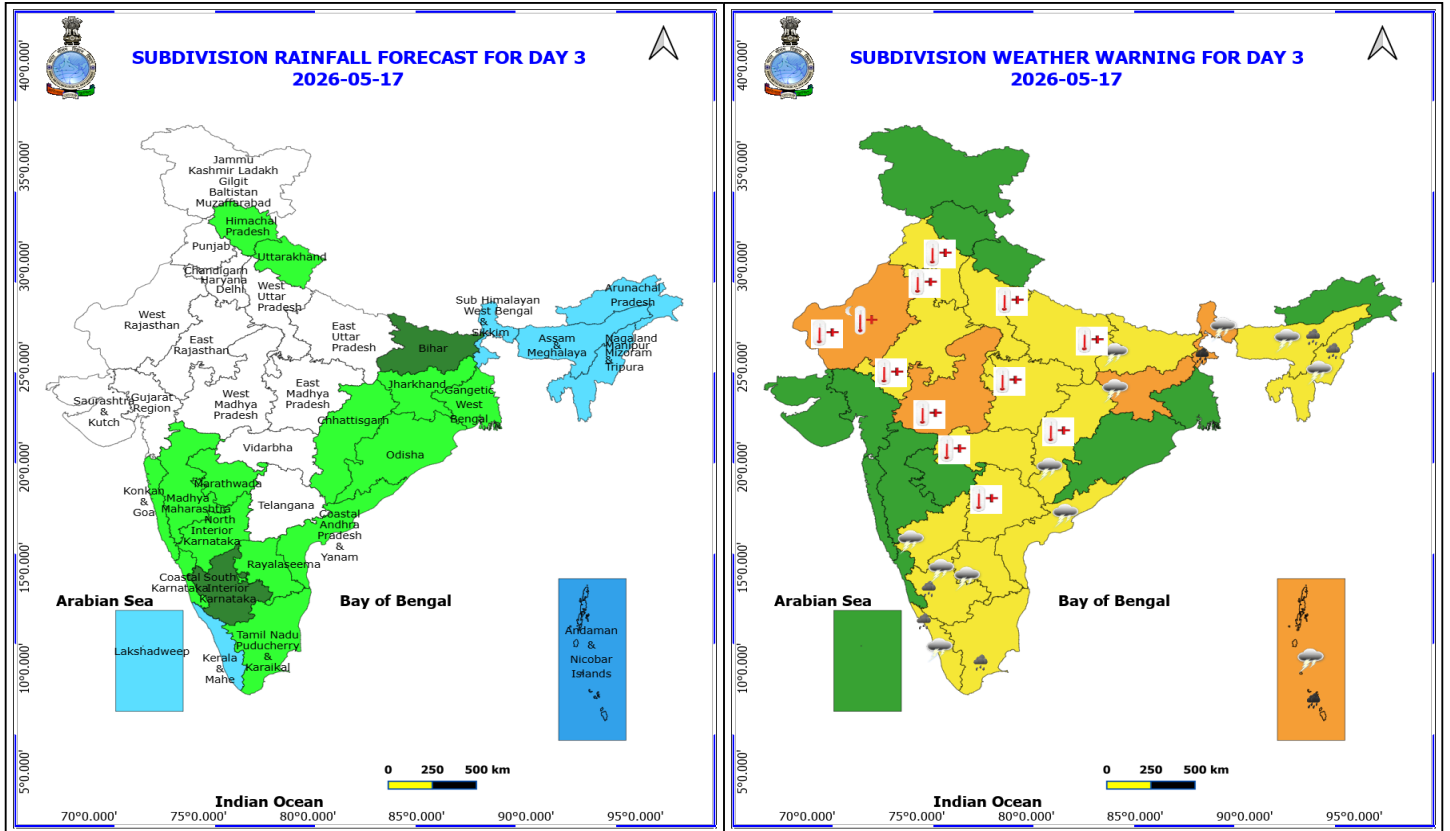 SUBDIVISION RAINFALL FORECAST FOR DAY 3
2026-05-17
40°0.000'
35°0.000'
30°0.000'
25°0.000'
20°0.000'
15°0.000'
10°0.000'
5°0.000'
Jammu
Kashmir Ladakh
Gilgit
Baltistan
Muzaffarabad
Himachal
Pradesh
Punjab
Uttarakhand
Chandigarh
Haryana
Delhi
West
Uttar
Pradesh
West
Rajasthan
East
Rajasthan
East
Uttar
Pradesh
Bihar
Sub Himalayan
West Bengal
&
Sikkim
Arunachal
Pradesh
Assam
&
Meghalaya
Nagaland
Manipur
Mizoram
&
Tripura
Jharkhand
Gangetic
West
Bengal
Saurashtra
&
Kutch
Gujarat
Region
West
Madhya
Pradesh
East
Madhya
Pradesh
Chhattisgarh
Vidarbha
Odisha
Konkan
&
Goa
Marathwada
Madhya
Maharashtra
Telangana
North
Interior
Karnataka
Coastal
Andhra
Pradesh
&
Yanam
Rayalaseema
Coastal
Karnataka
South
Interior
Karnataka
Arabian Sea
Bay of Bengal
Lakshadweep
Kerala
&
Mahe
Tamil Nadu
Puducherry
&
Karaikal
Andaman
&
Nicobar
Islands
0 250 500 km
Indian Ocean
70°0.000' 75°0.000' 80°0.000' 85°0.000' 90°0.000' 95°0.000'
SUBDIVISION WEATHER WARNING FOR DAY 3
2026-05-17
40°0.000'
35°0.000'
30°0.000'
25°0.000'
20°0.000'
15°0.000'
10°0.000'
5°0.000'
Arabian Sea
Bay of Bengal
0 250 500 km
Indian Ocean
70°0.000' 75°0.000' 80°0.000' 85°0.000' 90°0.000' 95°0.000'